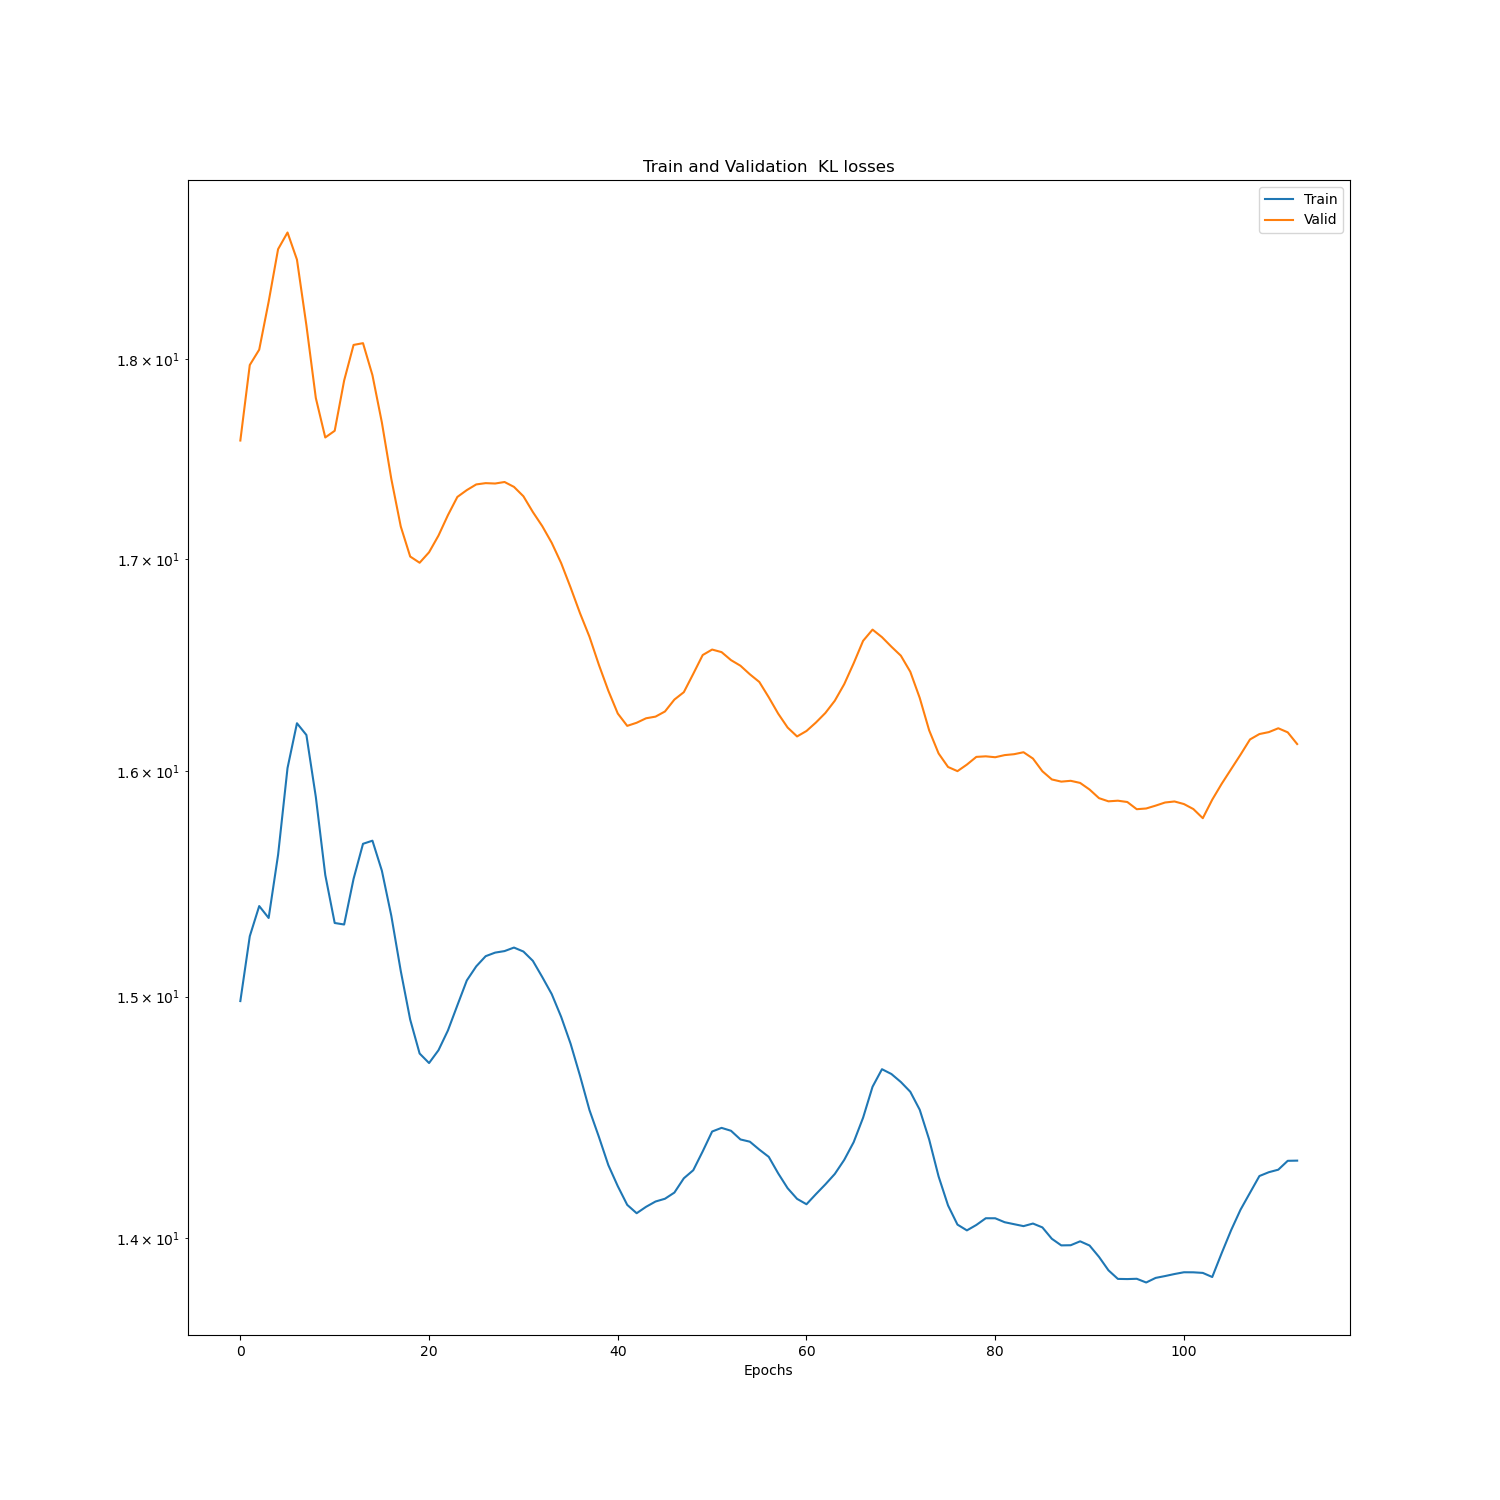 Train and Validation  KL losses
Train
Valid
1.8 × 10¹
1.7 × 10¹
1.6 × 10¹
1.5 × 10¹
1.4 × 10¹
0 20 40 60 80 100
Epochs